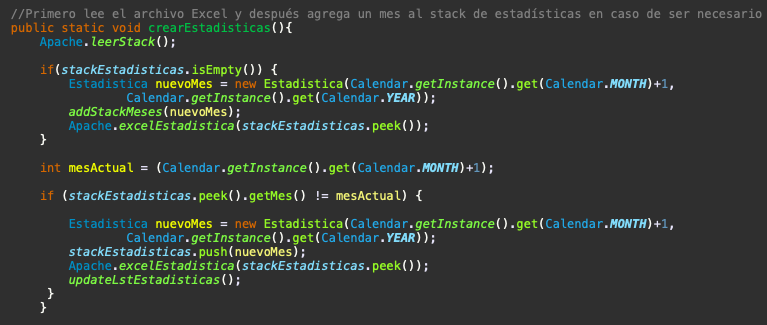 //Primero lee el archivo Excel y después agrega un mes al stack de estadísticas en caso de ser necesario
public static void crearEstadisticas(){
Apache.leerStack();
if(stackEstadisticas.isEmpty()) {
Estadistica nuevoMes = new Estadistica(Calendar.getInstance().get(Calendar.MONTH)+1,
Calendar.getInstance().get(Calendar.YEAR));
addStackMeses(nuevoMes);
Apache.excelEstadistica(stackEstadisticas.peek());
}
int mesActual = (Calendar.getInstance().get(Calendar.MONTH)+1);
if (stackEstadisticas.peek().getMes() != mesActual) {
Estadistica nuevoMes = new Estadistica(Calendar.getInstance().get(Calendar.MONTH)+1,
Calendar.getInstance().get(Calendar.YEAR));
stackEstadisticas.push(nuevoMes);
Apache.excelEstadistica(stackEstadisticas.peek());
updateLstEstadisticas();
}
}